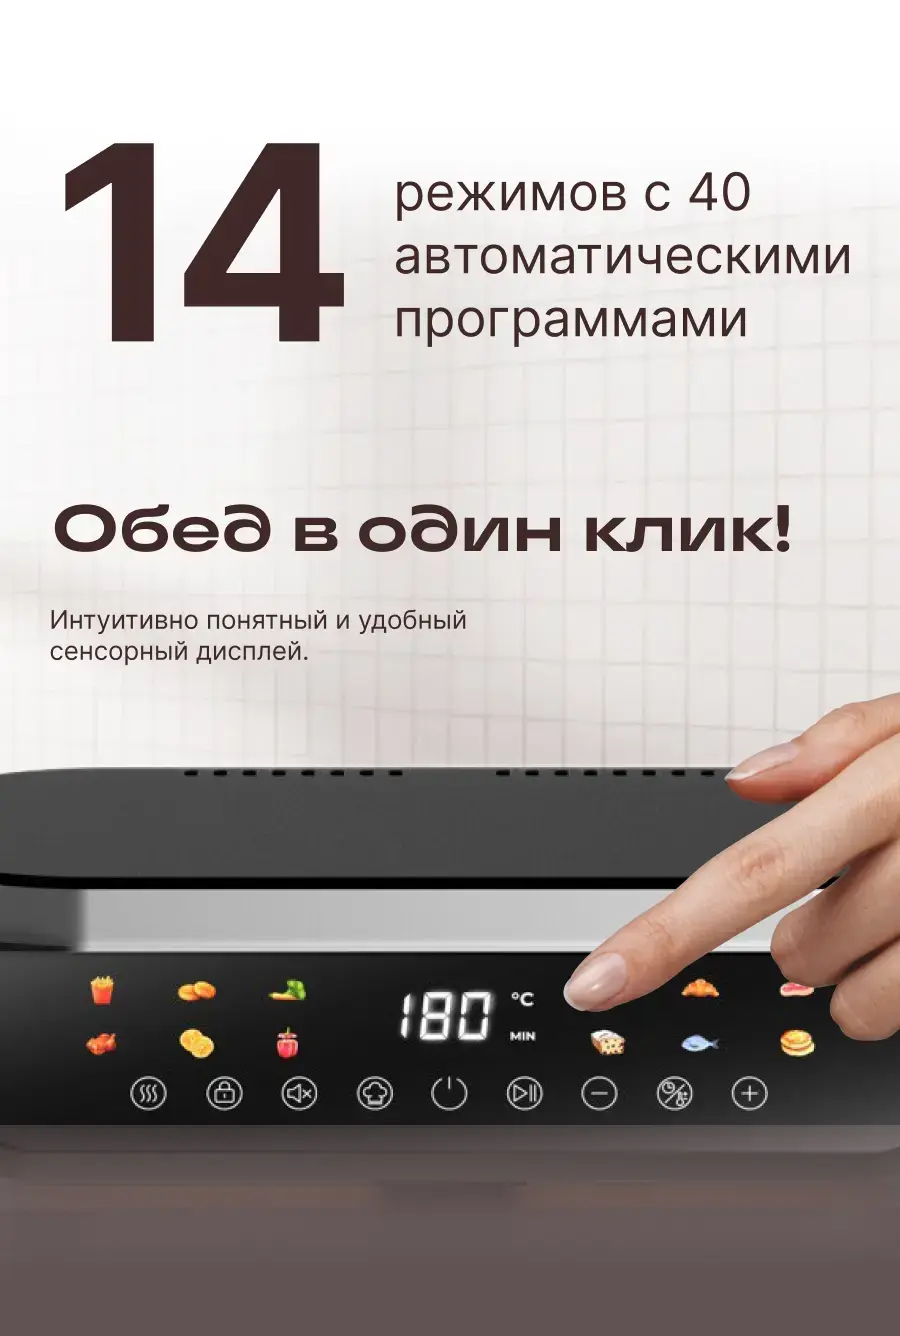 14
режимов с 40
автоматическими
программами
Обед в один клик!
Интуитивно понятный и удобный
сенсорный дисплей.
180 °C
MIN